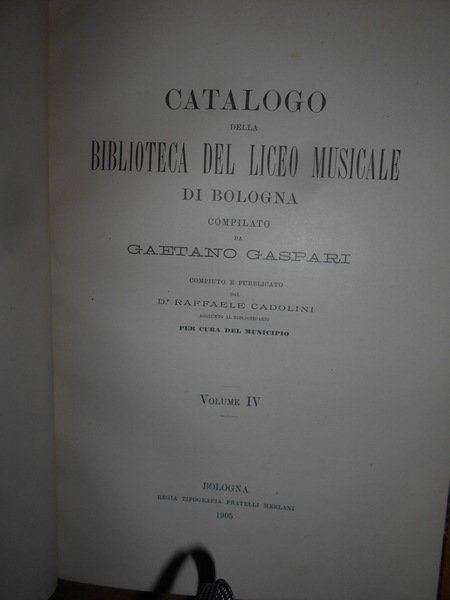 CATALOGO
DELLA
BIBLIOTECA DEL LICEO MUSICALE
DI BOLOGNA
COMPILATO
DA
GAETANO GASPARI
COMPIUTO E PUBBLICATO
DAL
D.r RAFFAELE CADOLINI
AGGIUNTO AL BIBLIOTECARIO
PER CURA DEL MUNICIPIO
VOLUME IV
BOLOGNA
REGIA TIPOGRAFIA FRATELLI MERLANI
1905